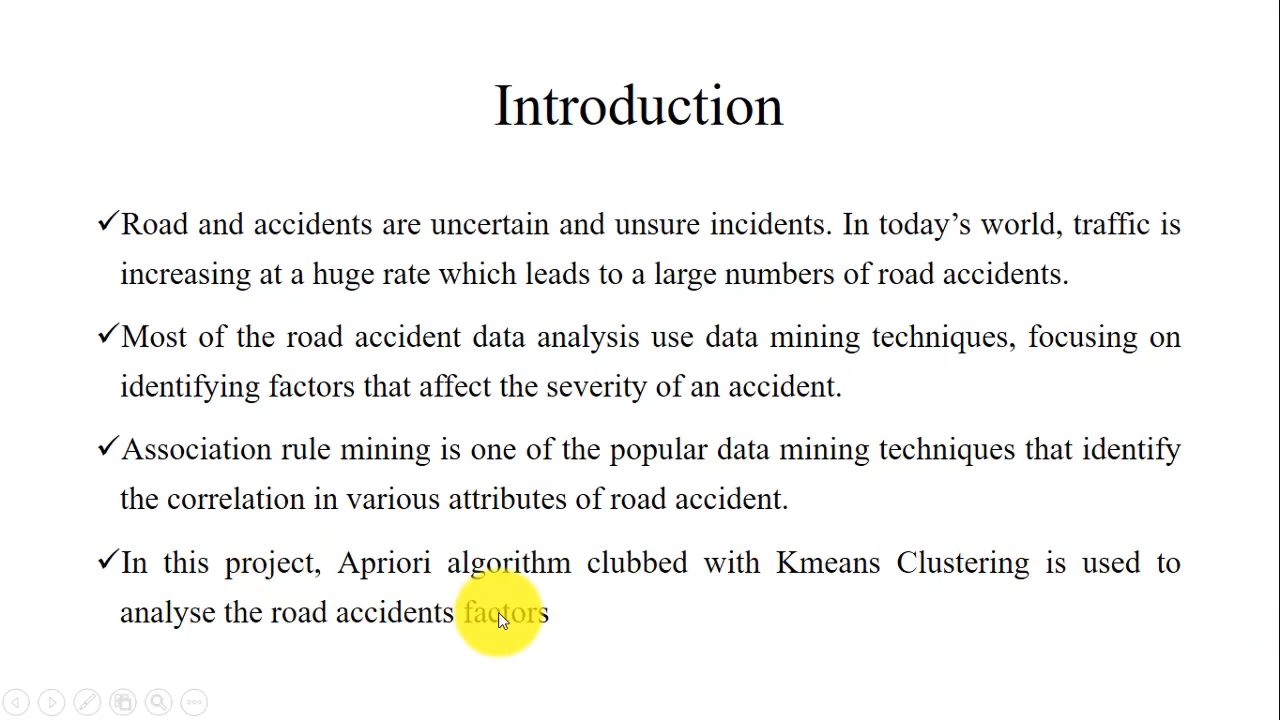 Introduction
✓Road and accidents are uncertain and unsure incidents. In today’s world, traffic is
increasing at a huge rate which leads to a large numbers of road accidents.
✓Most of the road accident data analysis use data mining techniques, focusing on
identifying factors that affect the severity of an accident.
✓Association rule mining is one of the popular data mining techniques that identify
the correlation in various attributes of road accident.
✓In this project, Apriori algorithm clubbed with Kmeans Clustering is used to
analyse the road accidents factors